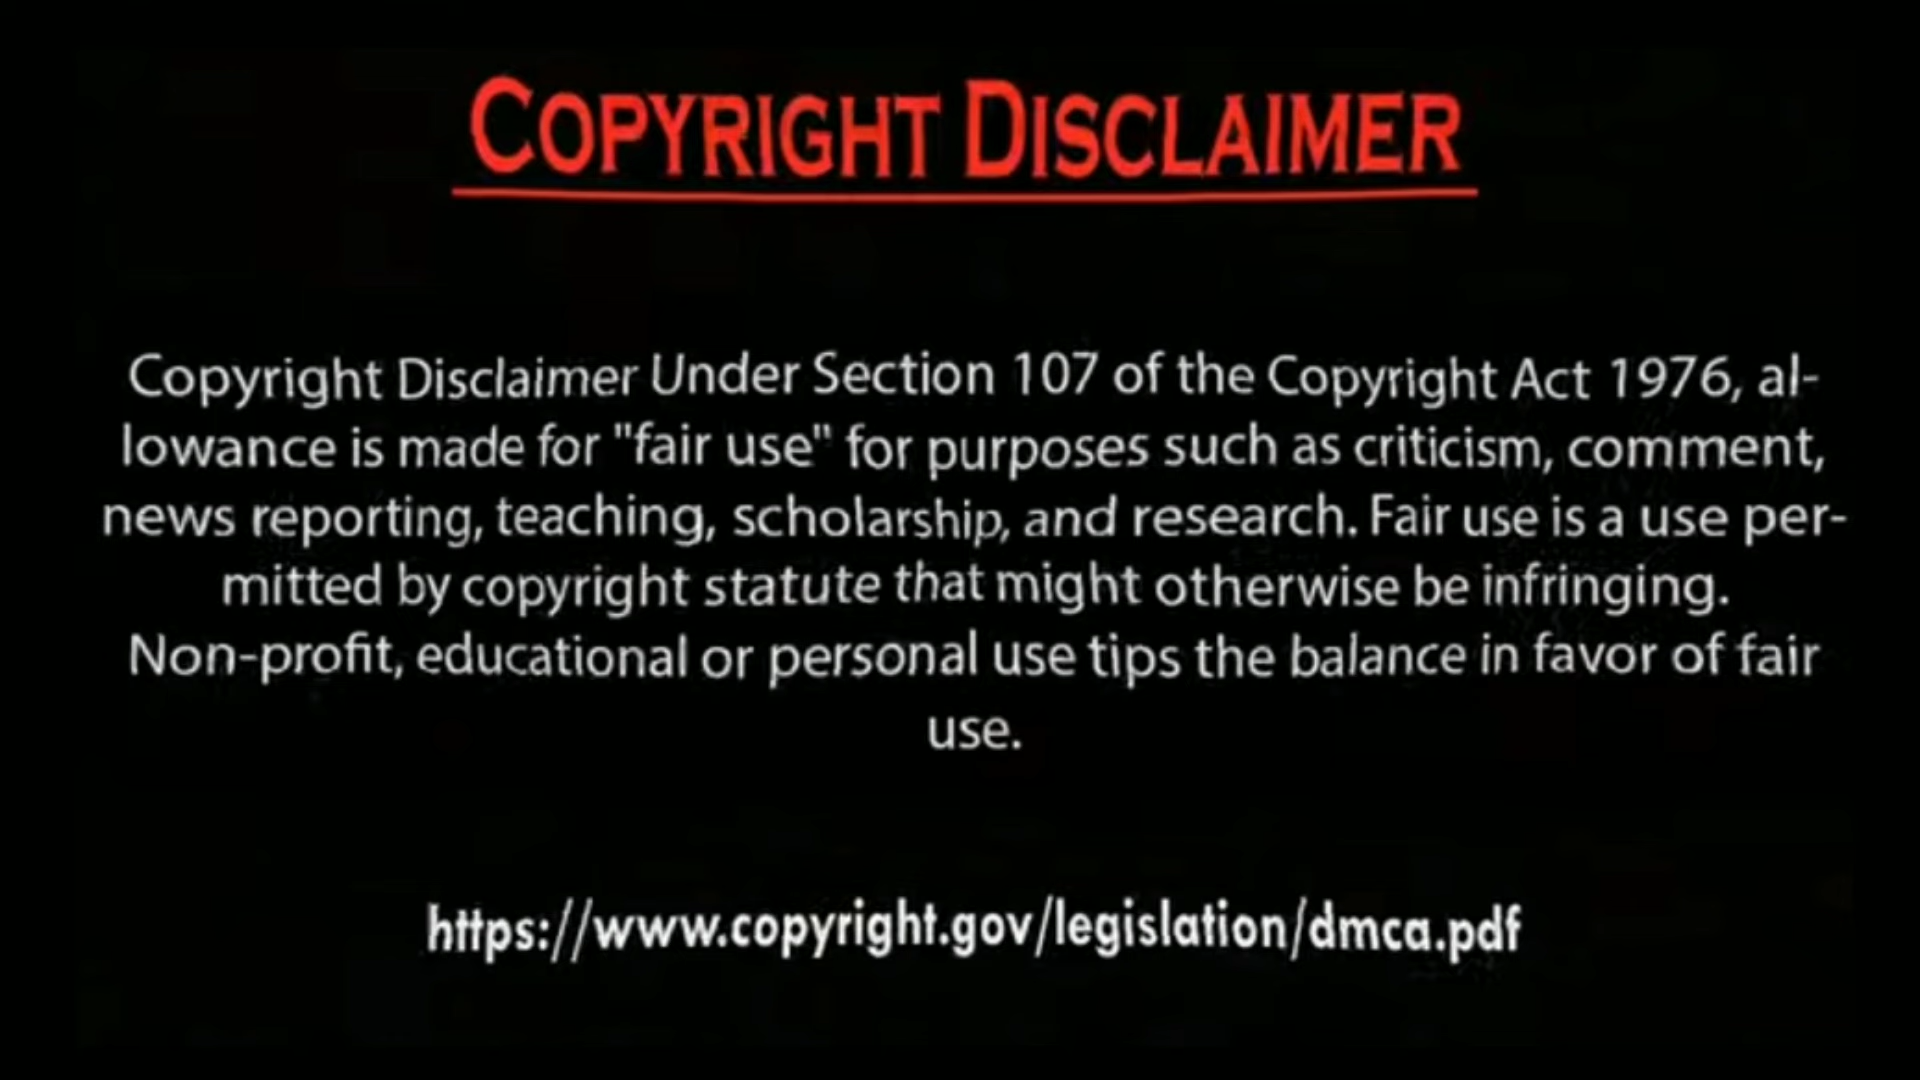 COPYRIGHT DISCLAIMER
Copyright Disclaimer Under Section 107 of the Copyright Act 1976, al-
lowance is made for "fair use" for purposes such as criticism, comment,
news reporting, teaching, scholarship, and research. Fair use is a use per-
mitted by copyright statute that might otherwise be infringing.
Non-profit, educational or personal use tips the balance in favor of fair
use.
https://www.copyright.gov/legislation/dmca.pdf